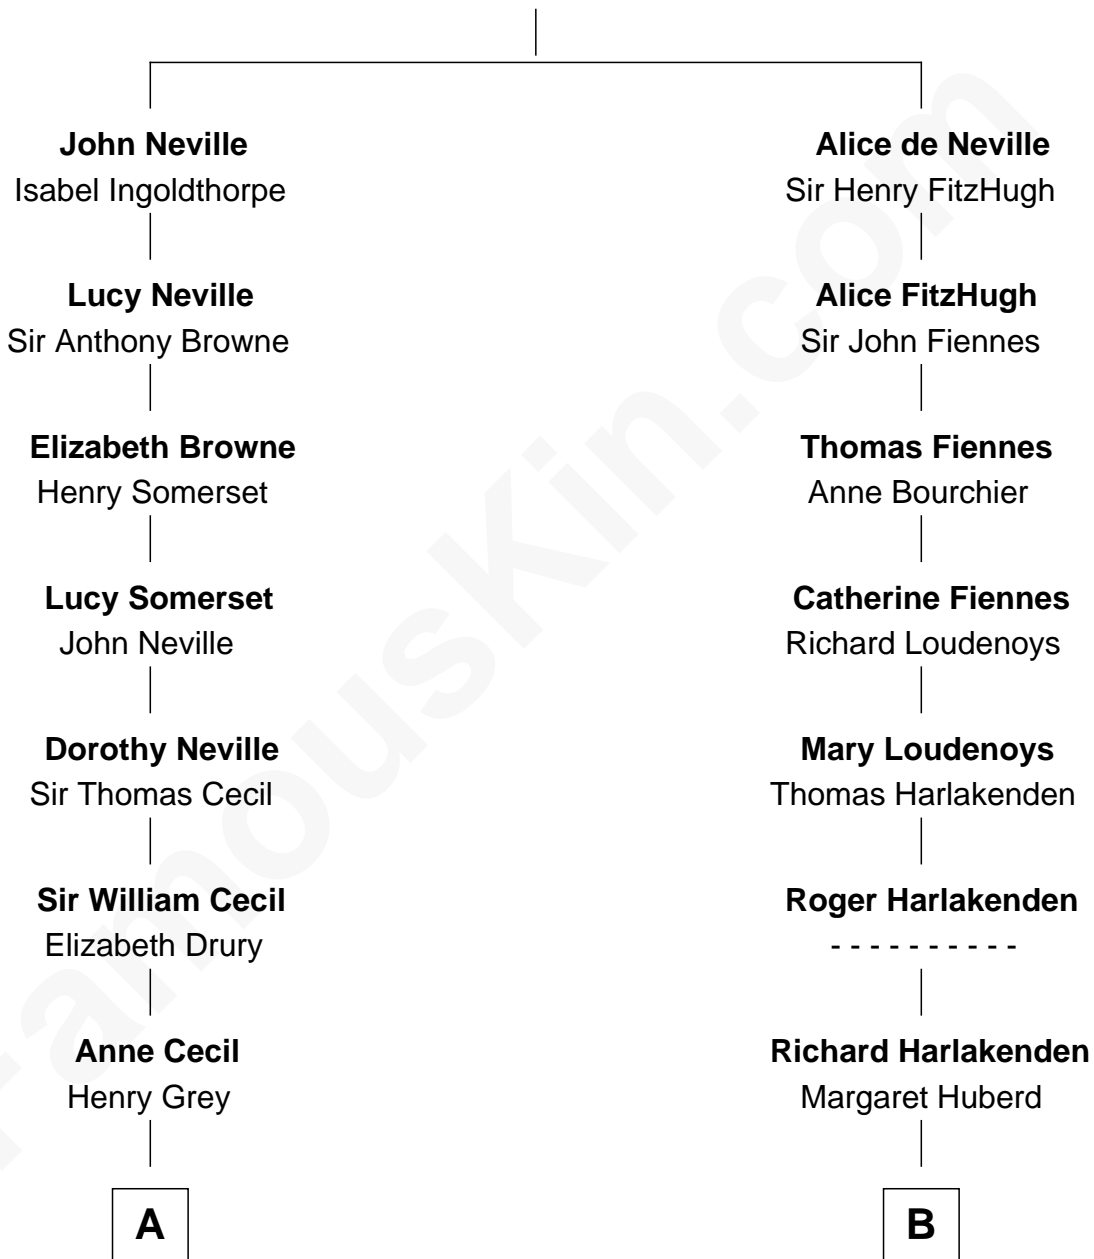 John Neville
Isabel Ingoldthorpe
Lucy Neville
Sir Anthony Browne
Elizabeth Browne
Henry Somerset
Lucy Somerset
John Neville
Dorothy Neville
Sir Thomas Cecil
Sir William Cecil
Elizabeth Drury
Anne Cecil
Henry Grey
A
Alice de Neville
Sir Henry FitzHugh
Alice FitzHugh
Sir John Fiennes
Thomas Fiennes
Anne Bourchier
Catherine Fiennes
Richard Loudenoys
Mary Loudenoys
Thomas Harlakenden
Roger Harlakenden
- - - - - - - - - -
Richard Harlakenden
Margaret Huberd
B
FamousKin.com